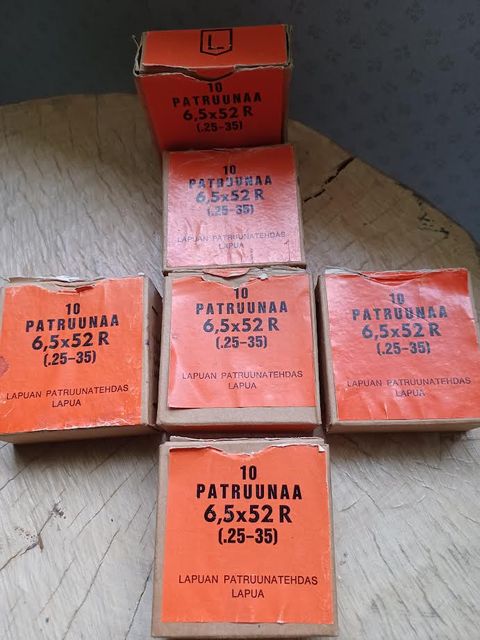 L
10
PATRUUNAA
6,5x52 R
(.25-35)
10
PATRUUNAA
6,5x52 R
(.25-35)
LAPUAN PATRUUNATEHDAS
LAPUA
10
PATRUUNAA
6,5x52 R
(.25-35)
LAPUAN PATRUUNATEHDAS
LAPUA
10
PATRUUNAA
6,5x52 R
(.25-35)
LAPUAN PATRUUNATEHDAS
LAPUA
10
PATRUUNAA
6,5x52 R
(.25-35)
LAPUAN PATRUUNATEHDAS
LAPUA
10
PATRUUNAA
6,5x52 R
(.25-35)
LAPUAN PATRUUNATEHDAS
LAPUA